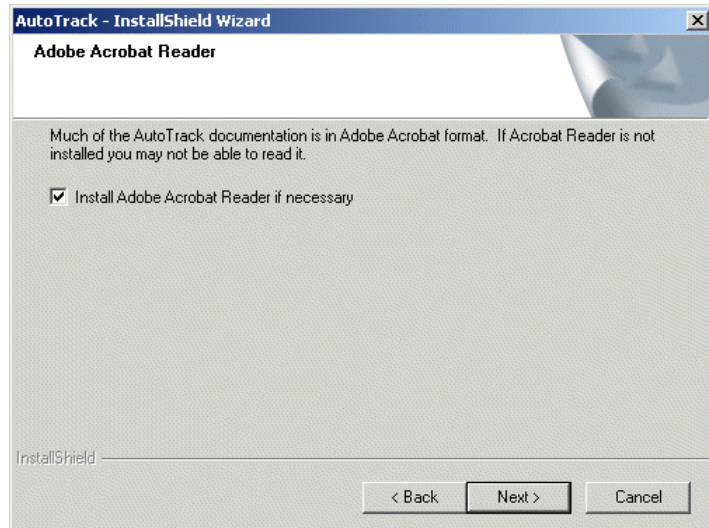 AutoTrack - InstallShield Wizard
Adobe Acrobat Reader
Much of the AutoTrack documentation is in Adobe Acrobat format.  If Acrobat Reader is not
installed you may not be able to read it.
Install Adobe Acrobat Reader if necessary
InstallShield
< Back
Next >
Cancel